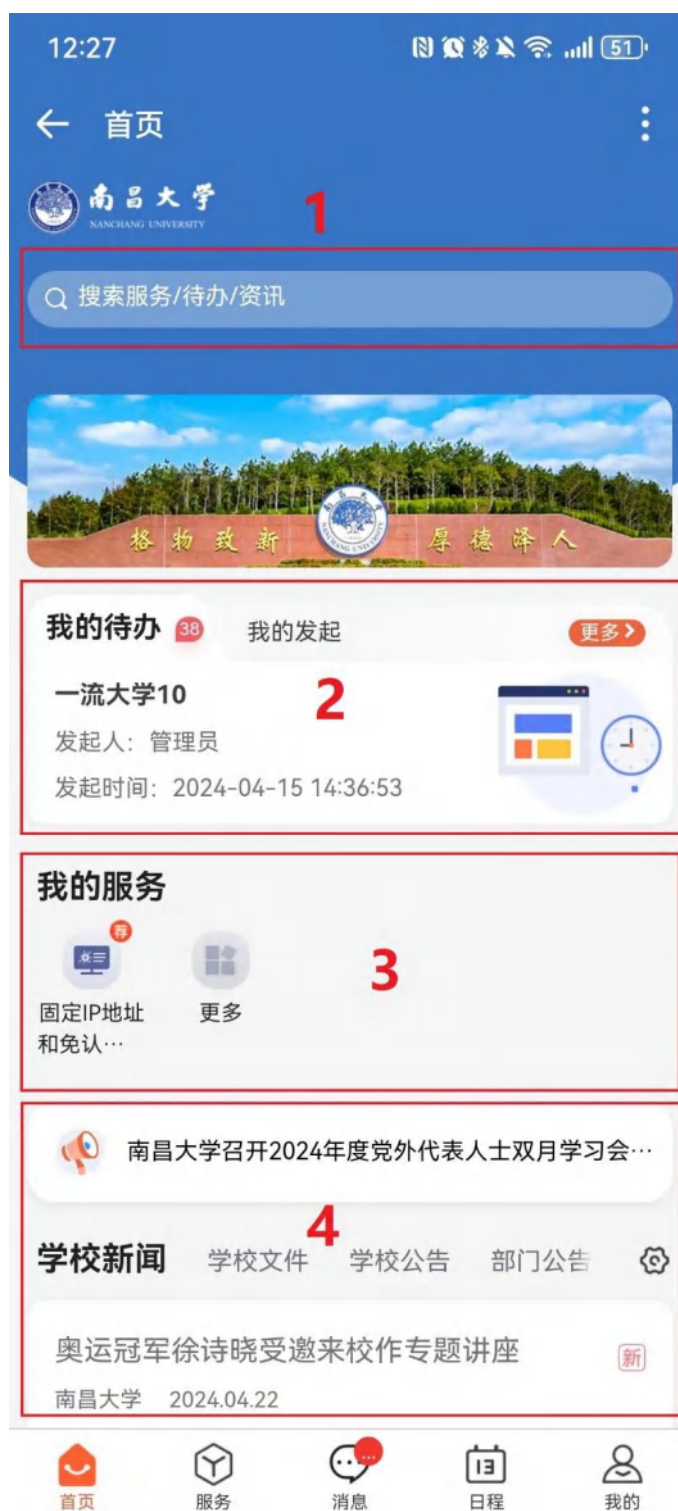 12:27
51
首页
南昌大学
NANCHANG UNIVERSITY
1
搜索服务/待办/资讯
格物致新 厚德泽人
我的待办 38 我的发起 更多
一流大学10
2
发起人：管理员
发起时间：2024-04-15 14:36:53
我的服务
荐
3
固定IP地址 更多
和免认…
南昌大学召开2024年度党外代表人士双月学习会…
4
学校新闻 学校文件 学校公告 部门公告
奥运冠军徐诗晓受邀来校作专题讲座 新
南昌大学 2024.04.22
13
首页 服务 消息 日程 我的